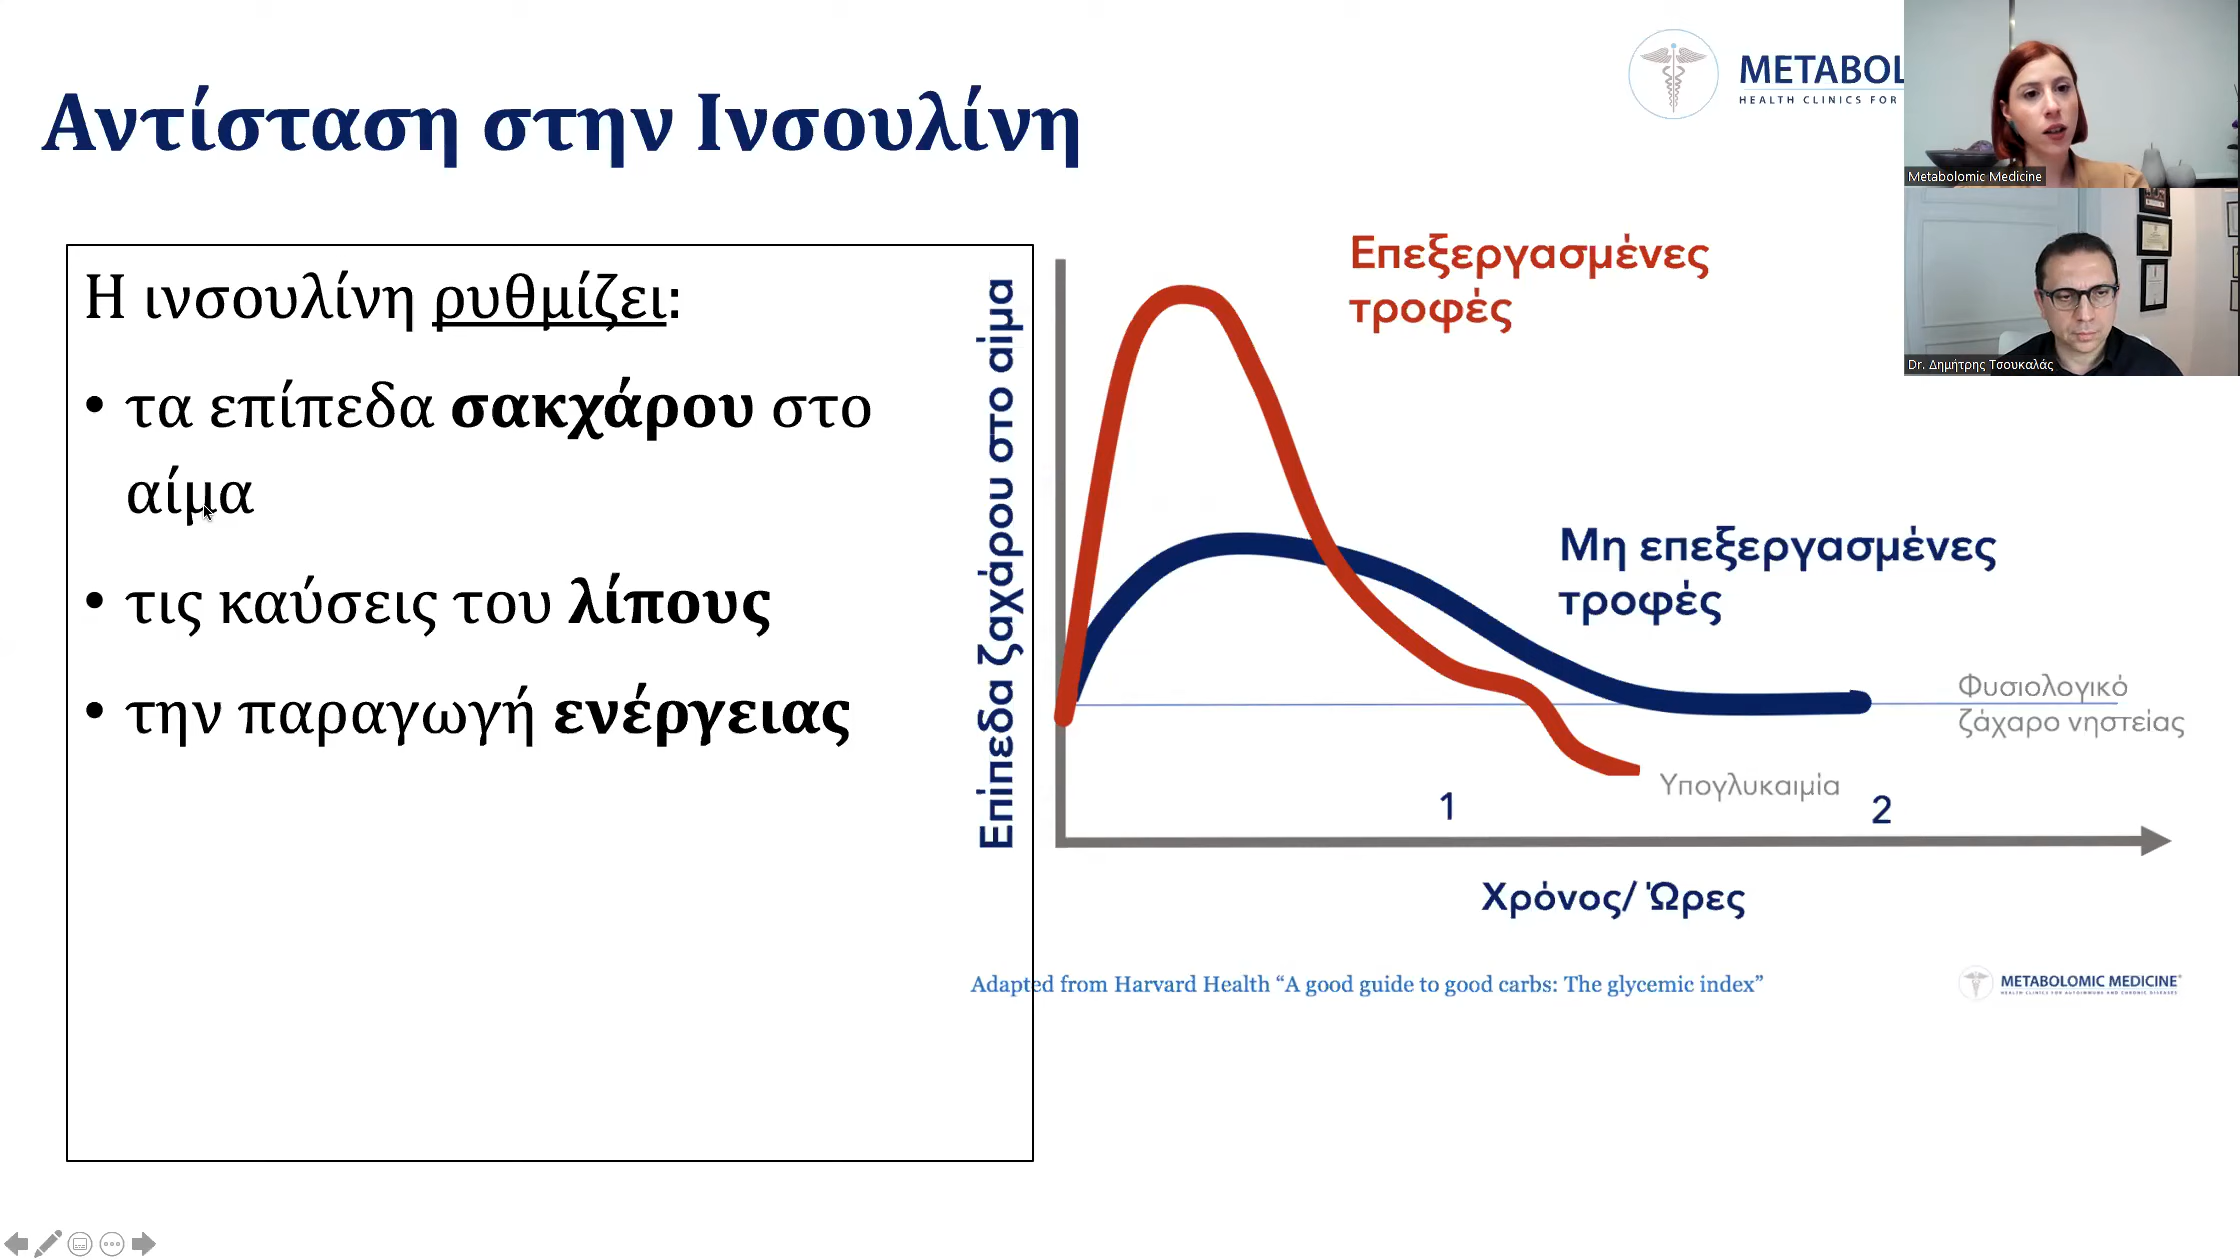 Αντίσταση στην Ινσουλίνη
METABOL
HEALTH CLINICS FOR
Metabolomic Medicine
Dr. Δημήτρης Τσουκαλάς
Η ινσουλίνη ρυθμίζει:
• τα επίπεδα σακχάρου στο
αίμα
• τις καύσεις του λίπους
• την παραγωγή ενέργειας
Επίπεδα ζαχάρου στο αίμα
Επεξεργασμένες
τροφές
Μη επεξεργασμένες
τροφές
Φυσιολογικό
ζάχαρο νηστείας
Υπογλυκαιμία
1
2
Χρόνος/ Ώρες
Adapted from Harvard Health “A good guide to good carbs: The glycemic index”
METABOLOMIC MEDICINE®
HEALTH CLINICS FOR AUTOIMMUNE AND CHRONIC DISEASES